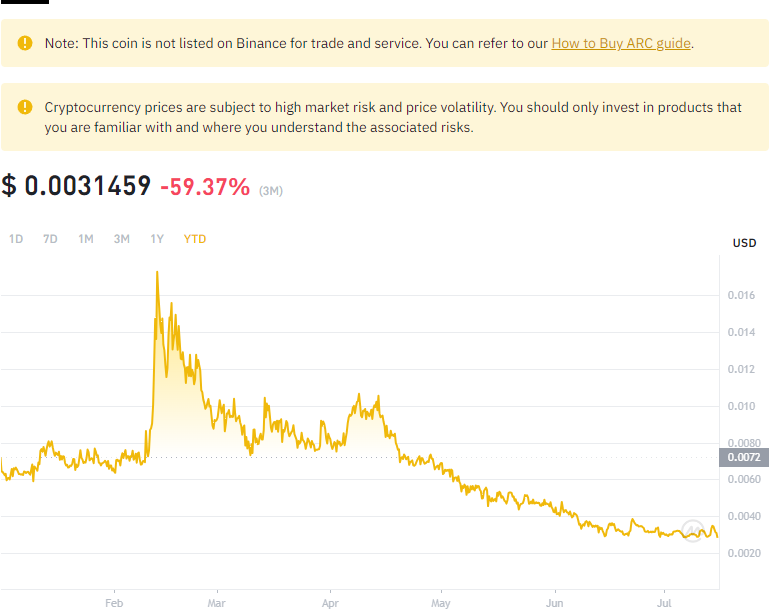 Note: This coin is not listed on Binance for trade and service. You can refer to our How to Buy ARC guide.
Cryptocurrency prices are subject to high market risk and price volatility. You should only invest in products that
you are familiar with and where you understand the associated risks.
$ 0.0031459 -59.37% (3M)
1D 7D 1M 3M 1Y YTD
USD
0.016
0.014
0.012
0.010
0.0080
0.0072
0.0060
0.0040
0.0020
Feb Mar Apr May Jun Jul